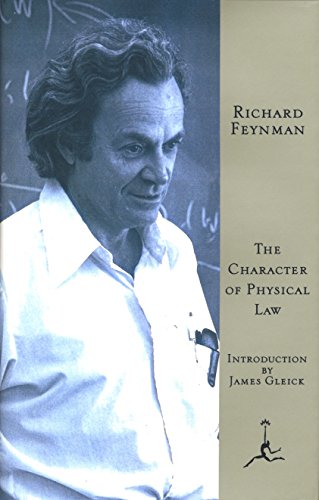 RICHARD
FEYNMAN
THE
CHARACTER
OF PHYSICAL
LAW
INTRODUCTION
BY
JAMES GLEICK